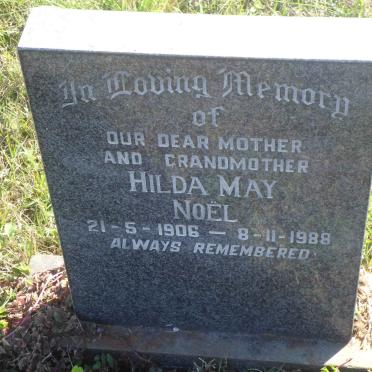 In Loving Memory
of
OUR DEAR MOTHER
AND GRANDMOTHER
HILDA MAY
NOËL
21-5-1906 — 8-11-1988
ALWAYS REMEMBERED